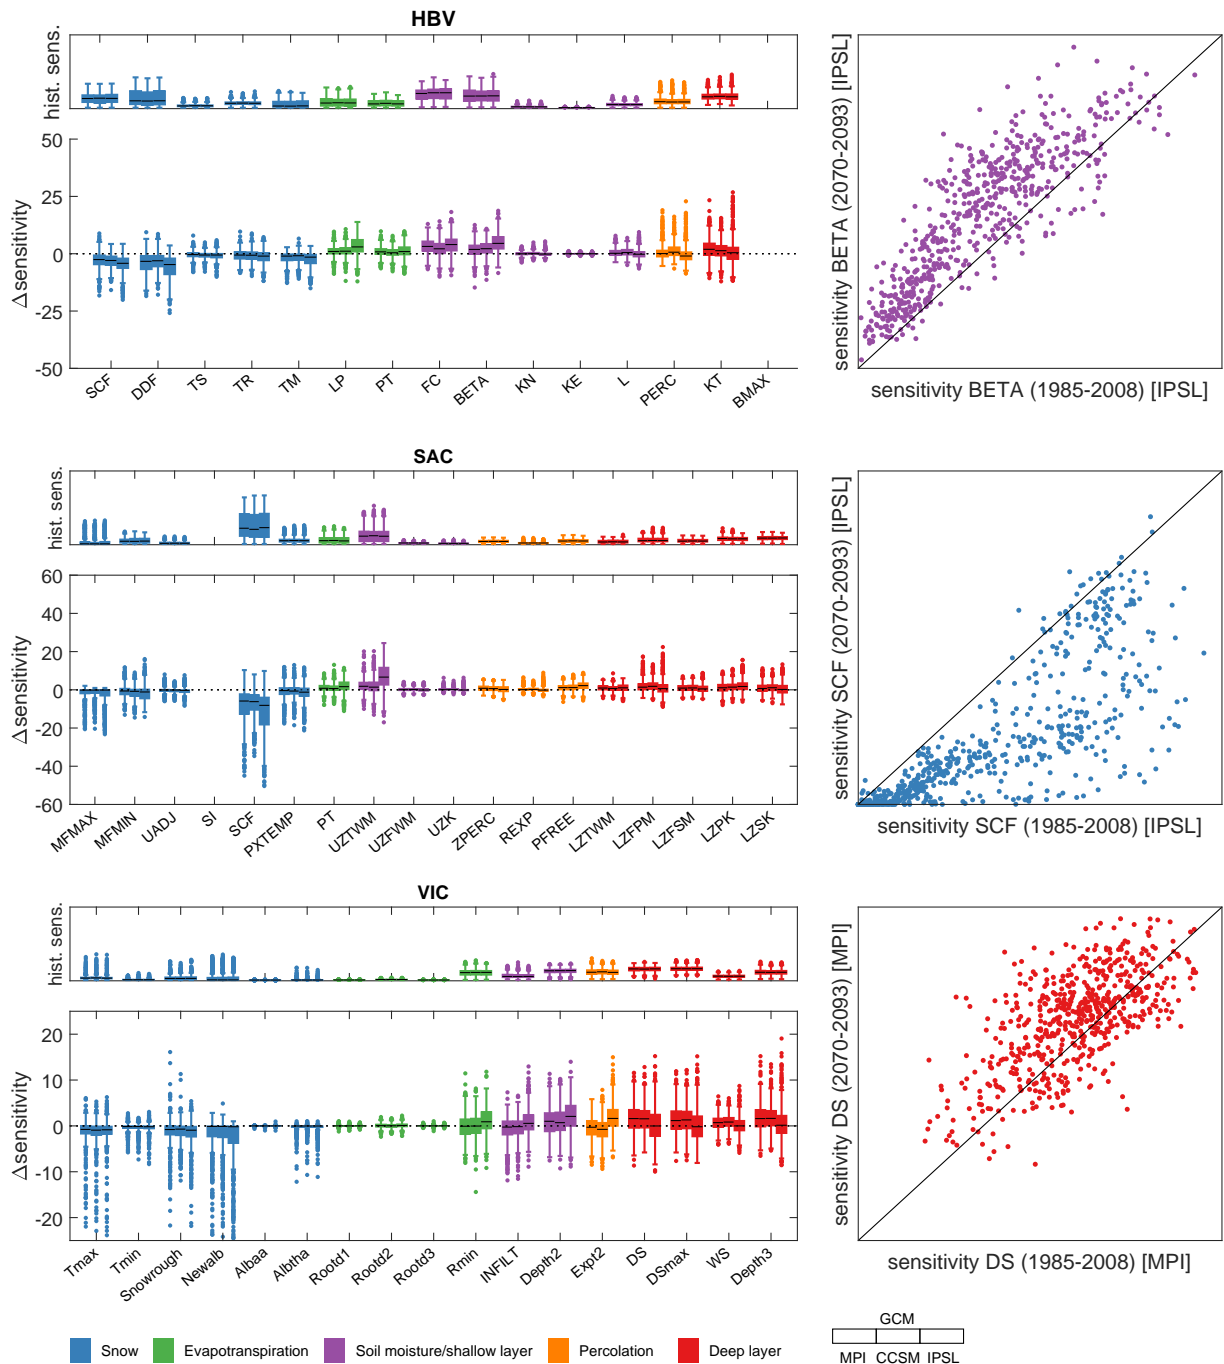 HBV
hist. sens.
50
25
0
-25
-50
Δsensitivity
SCF DDF TS TR TM LP PT FC BETA KN KE L PERC KT BMAX
sensitivity BETA (2070-2093) [IPSL]
sensitivity BETA (1985-2008) [IPSL]
SAC
hist. sens.
60
40
20
0
-20
-40
-60
Δsensitivity
MFMAX MFMIN UADJ SI SCF PXTEMP PT UZTWM UZFWM UZK ZPERC REXP PFREE LZTWM LZFPM LZFSM LZPK LZSK
sensitivity SCF (2070-2093) [IPSL]
sensitivity SCF (1985-2008) [IPSL]
VIC
hist. sens.
20
10
0
-10
-20
Δsensitivity
Tmax Tmin Snowrough Newalb Albaa Albtha Rootd1 Rootd2 Rootd3 Rmin INFILT Depth2 Expt2 DS DSmax WS Depth3
sensitivity DS (2070-2093) [MPI]
sensitivity DS (1985-2008) [MPI]
Snow Evapotranspiration Soil moisture/shallow layer Percolation Deep layer
GCM
MPI CCSM IPSL